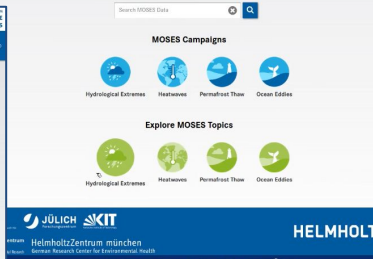 Search MOSES Data
MOSES Campaigns
Hydrological Extremes Heatwaves Permafrost Thaw Ocean Eddies
Explore MOSES Topics
Hydrological Extremes Heatwaves Permafrost Thaw Ocean Eddies
JÜLICH KIT
Forschungszentrum
HELMHOLT
HelmholtzZentrum münchen
German Research Center for Environmental Health